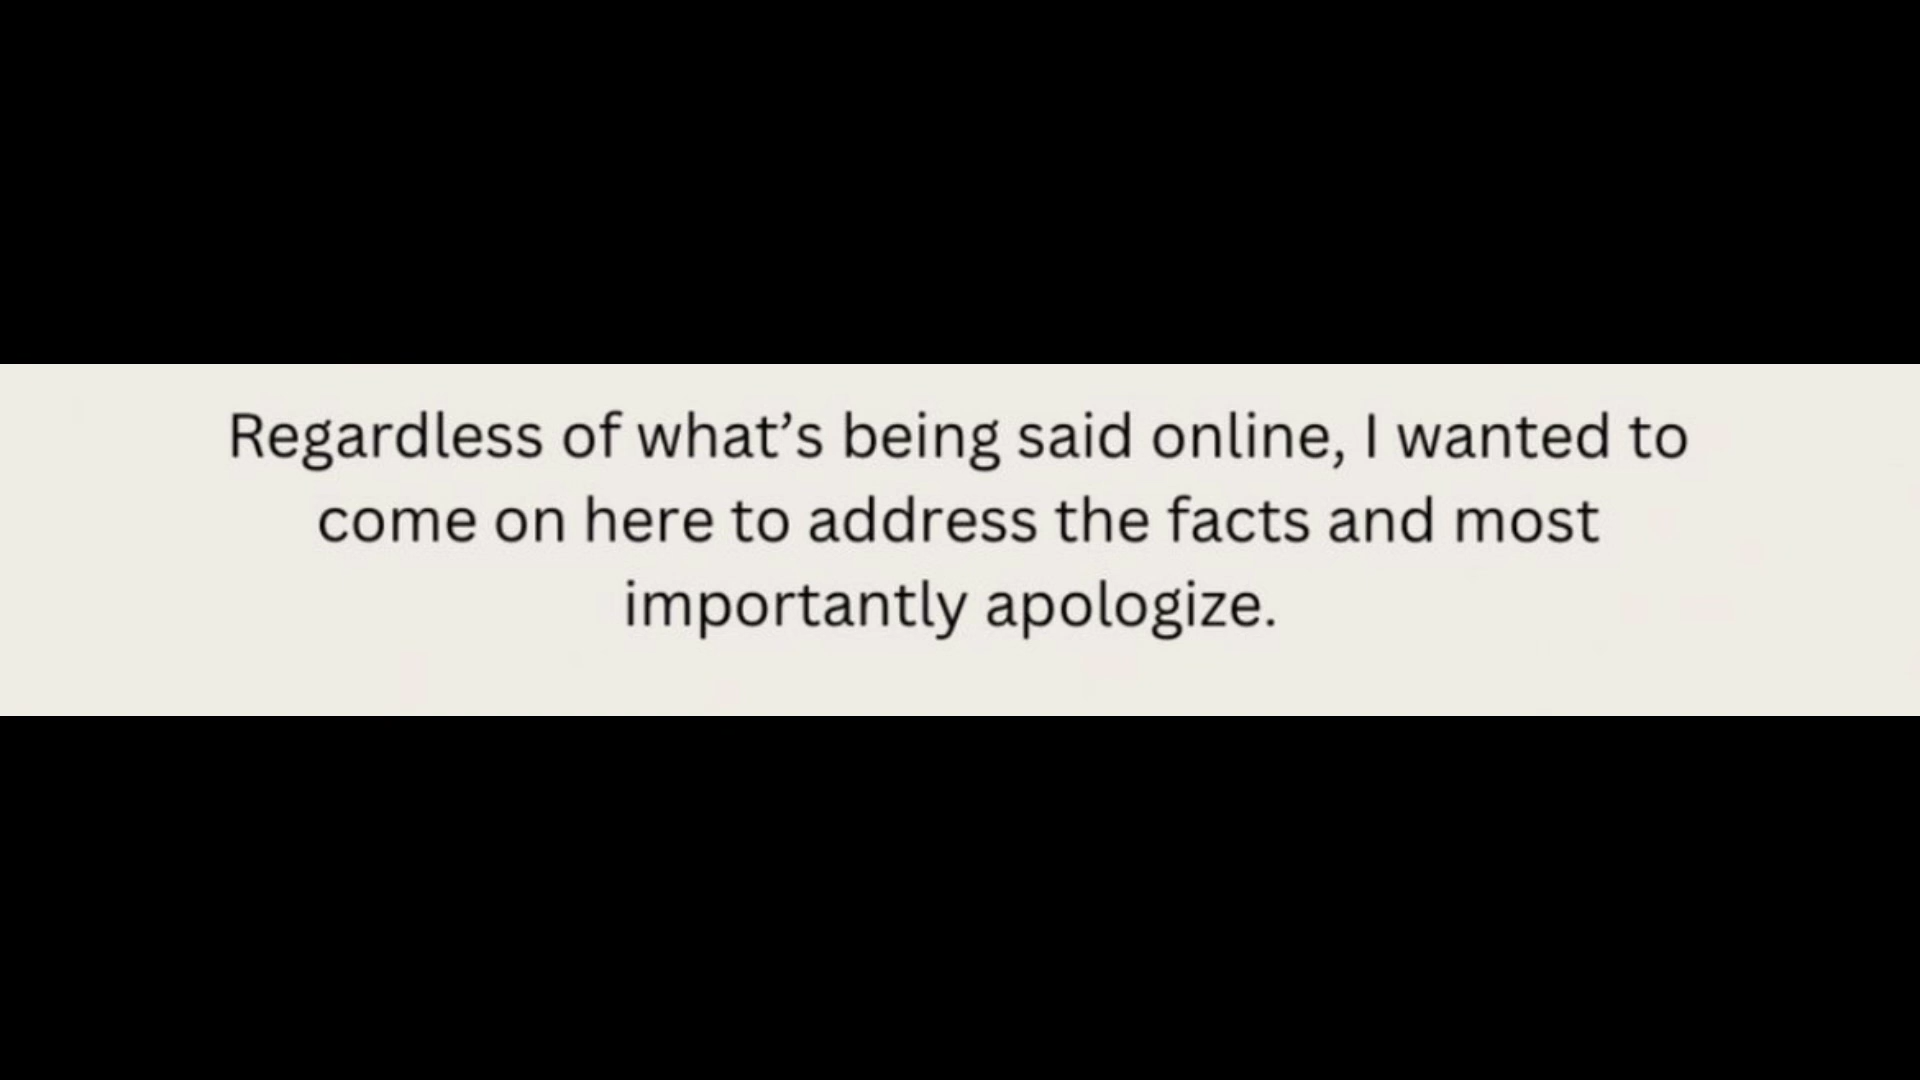 Regardless of what’s being said online, I wanted to
come on here to address the facts and most
importantly apologize.